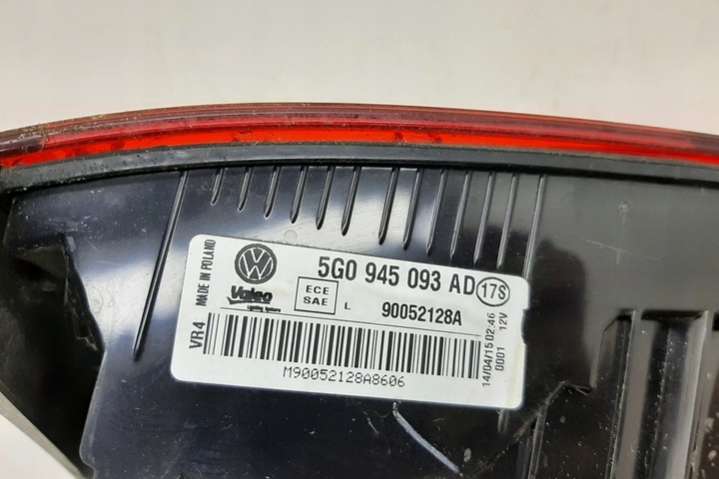 MADE IN POLAND
VW
5G0 945 093 AD
17S
Valeo
ECE
SAE
L
90052128A
VR4
M90052128A8606
14/04/15 02:46
0001 12V